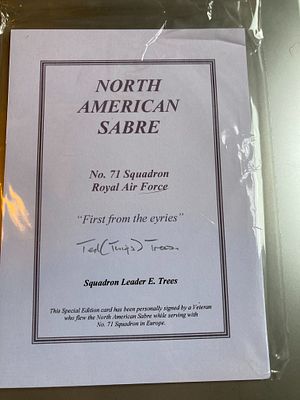 NORTH
AMERICAN
SABRE
No. 71 Squadron
Royal Air Force
"First from the eyries"
Ted (Twigs) Trees.
Squadron Leader E. Trees
This Special Edition card has been personally signed by a Veteran
who flew the North American Sabre while serving with
No. 71 Squadron in Europe.